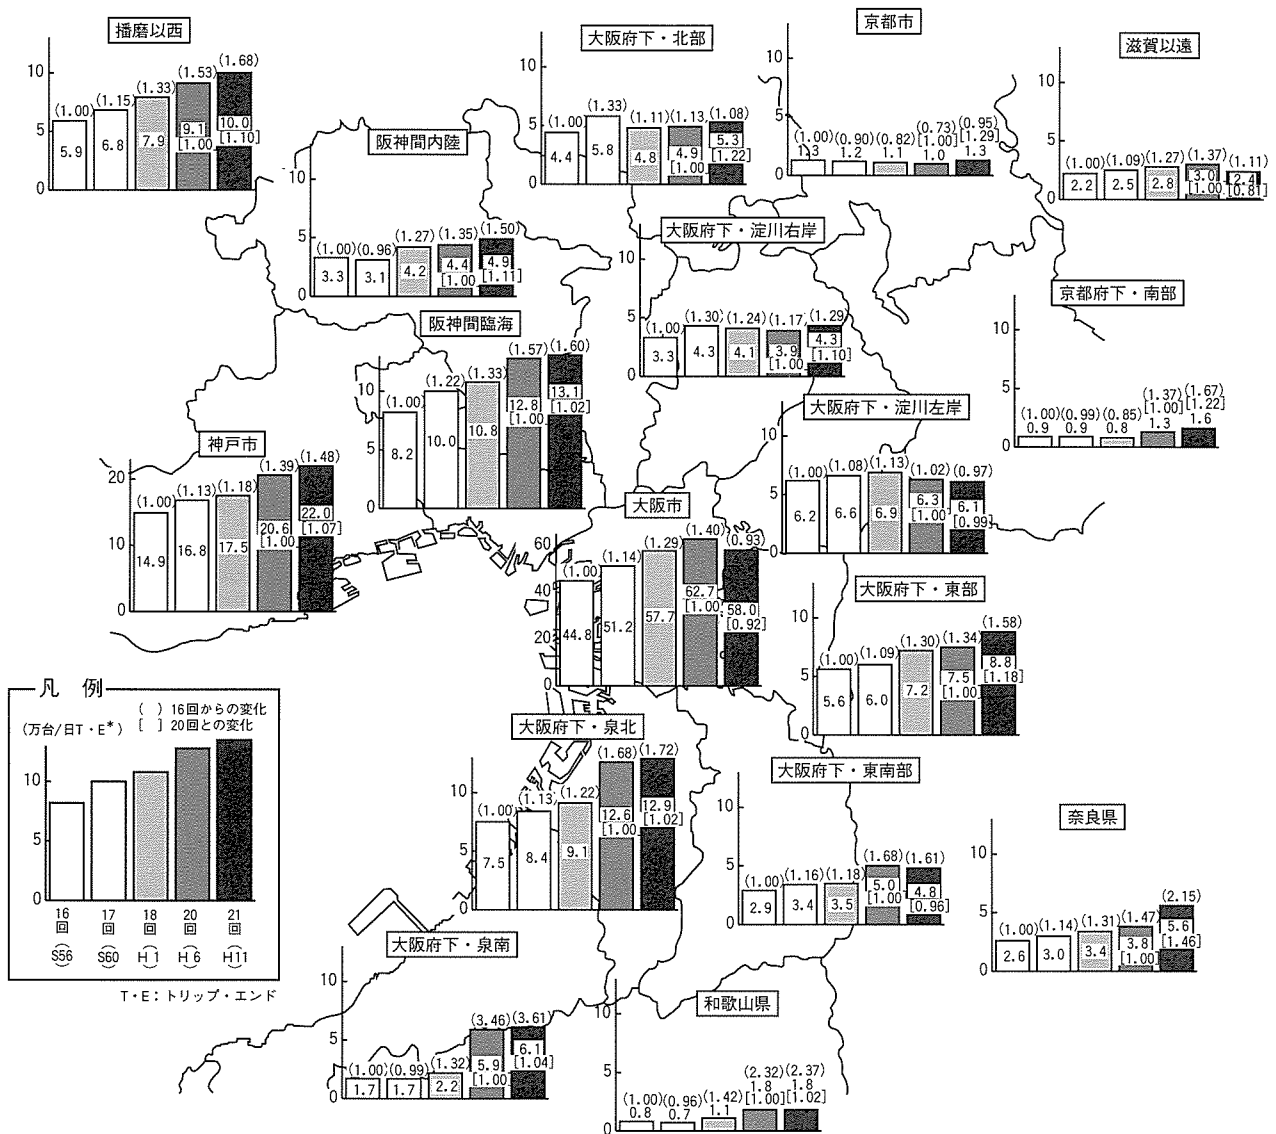 播磨以西
10
5
0
(1.00) (1.15) (1.33) (1.53) (1.68)
5.9 6.8 7.9 9.1 10.0
[1.00] [1.10]
阪神間内陸
10
5
0
(1.00) (0.96) (1.27) (1.35) (1.50)
3.3 3.1 4.2 4.4 4.9
[1.00 [1.11]
大阪府下・北部
10
5
0
(1.00) (1.33) (1.11) (1.13) (1.08)
4.4 5.8 4.8 4.9 5.3
[1.00 [1.22]
京都市
10
5
0
(1.00) (0.90) (0.82) (0.73) (0.95)
[1.00] [1.29]
1.3 1.2 1.1 1.0 1.3
滋賀以遠
10
5
0
(1.00) (1.09) (1.27) (1.37) (1.11)
2.2 2.5 2.8 3.0 2.4
[1.00 [0.81]
大阪府下・淀川右岸
10
5
0
(1.00) (1.30) (1.24) (1.17) (1.29)
3.3 4.3 4.1 3.9 4.3
[1.00 [1.10]
京都府下・南部
10
5
0
(1.00) (0.99) (0.85) (1.37) (1.67)
[1.00] [1.22]
0.9 0.9 0.8 1.3 1.6
阪神間臨海
10
5
0
(1.00) (1.22) (1.33) (1.57) (1.60)
8.2 10.0 10.8 12.8 13.1
[1.00 [1.02]
大阪府下・淀川左岸
10
5
0
(1.00) (1.08) (1.13) (1.02) (0.97)
6.2 6.6 6.9 6.3 6.1
[1.00 [0.99]
神戸市
20
10
0
(1.00) (1.13) (1.18) (1.39) (1.48)
14.9 16.8 17.5 20.6 22.0
[1.00 [1.07]
大阪市
60
40
20
0
(1.00) (1.14) (1.29) (1.40) (0.93)
44.8 51.2 57.7 62.7 58.0
[1.00 [0.92]
大阪府下・東部
10
5
0
(1.00) (1.09) (1.30) (1.34) (1.58)
5.6 6.0 7.2 7.5 8.8
[1.00 [1.18]
凡 例
( ) 16回からの変化
[ ] 20回との変化
(万台/日T・E*)
10
5
0
16回 17回 18回 20回 21回
(S56) (S60) (H1) (H6) (H11)
T・E：トリップ・エンド
大阪府下・泉北
10
5
0
(1.00) (1.13) (1.22) (1.68) (1.72)
7.5 8.4 9.1 12.6 12.9
[1.00 [1.02]
大阪府下・東南部
10
5
0
(1.00) (1.16) (1.18) (1.68) (1.61)
2.9 3.4 3.5 5.0 4.8
[1.00 [0.96]
奈良県
10
5
0
(1.00) (1.14) (1.31) (1.47) (2.15)
2.6 3.0 3.4 3.8 5.6
[1.00] [1.46]
大阪府下・泉南
10
5
0
(1.00) (0.99) (1.32) (3.46) (3.61)
1.7 1.7 2.2 5.9 6.1
[1.00] [1.04]
和歌山県
10
5
0
(1.00) (0.96) (1.42) (2.32) (2.37)
0.8 0.7 1.1 1.8 1.8
[1.00] [1.02]